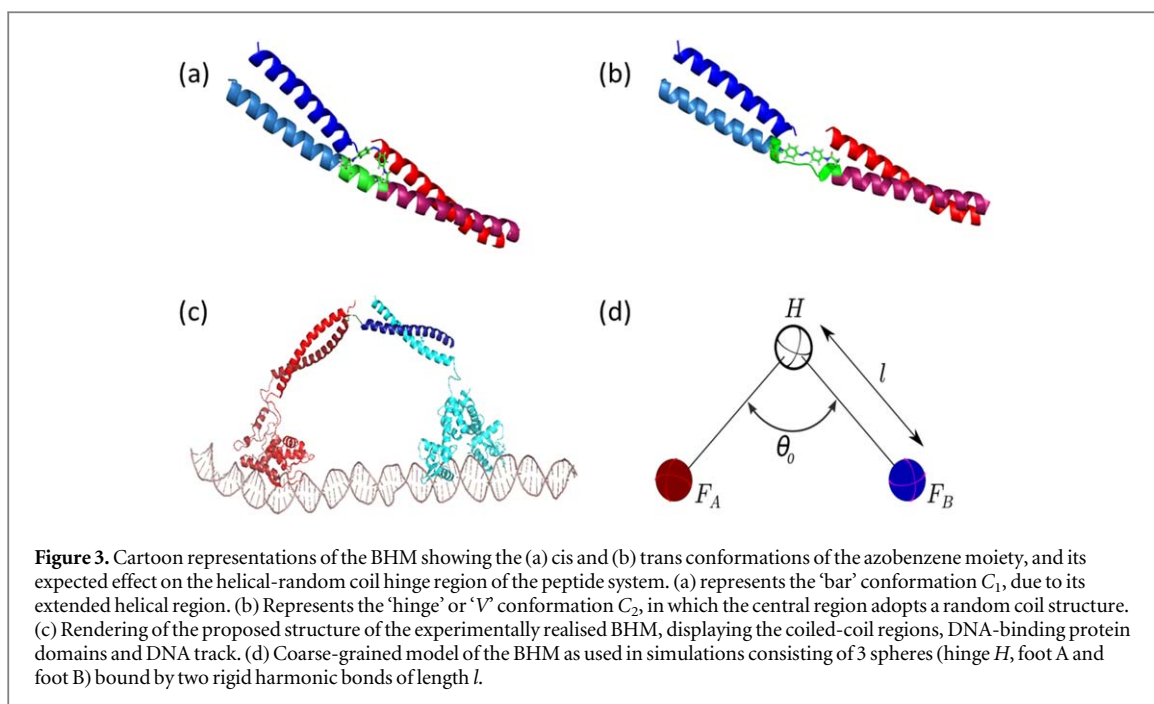 (a)
(b)
(c)
(d)
H
l
θ₀
F_A
F_B
Figure 3. Cartoon representations of the BHM showing the (a) cis and (b) trans conformations of the azobenzene moiety, and its
expected effect on the helical-random coil hinge region of the peptide system. (a) represents the ‘bar’ conformation C₁, due to its
extended helical region. (b) Represents the ‘hinge’ or ‘V’ conformation C₂, in which the central region adopts a random coil structure.
(c) Rendering of the proposed structure of the experimentally realised BHM, displaying the coiled-coil regions, DNA-binding protein
domains and DNA track. (d) Coarse-grained model of the BHM as used in simulations consisting of 3 spheres (hinge H, foot A and
foot B) bound by two rigid harmonic bonds of length l.